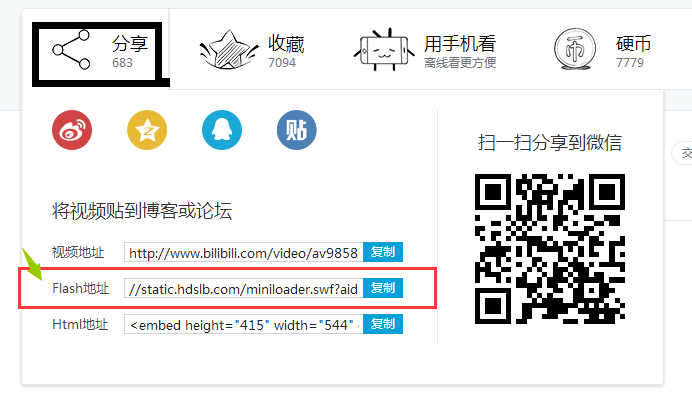 分享
683
收藏
7094
用手机看
离线看更方便
硬币
7779
贴
扫一扫分享到微信
交
将视频贴到博客或论坛
视频地址 http://www.bilibili.com/video/av9858 复制
Flash地址 //static.hdslb.com/miniloader.swf?aid 复制
Html地址 <embed height="415" width="544" 复制